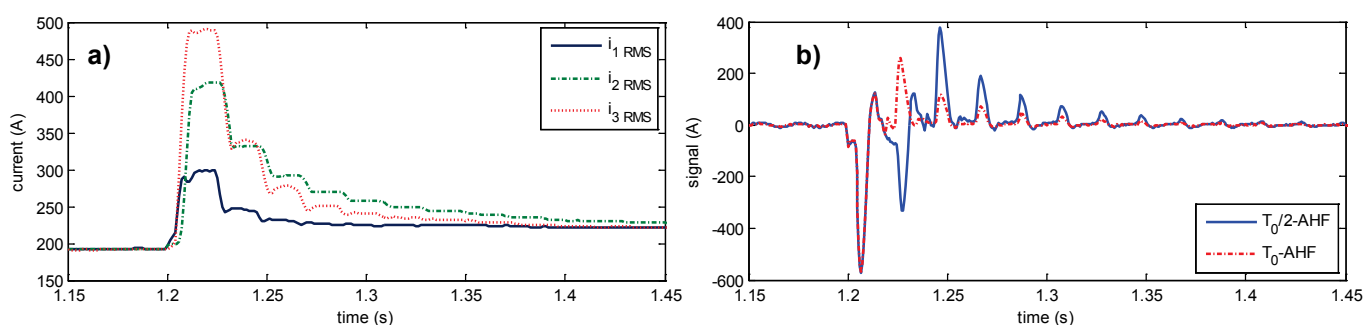 a)
current (A)
500
450
400
350
300
250
200
150
1.15
1.2
1.25
1.3
1.35
1.4
1.45
time (s)
i1 RMS
i2 RMS
i3 RMS
b)
signal (A)
400
200
0
-200
-400
-600
1.15
1.2
1.25
1.3
1.35
1.4
1.45
time (s)
T0/2-AHF
T0-AHF